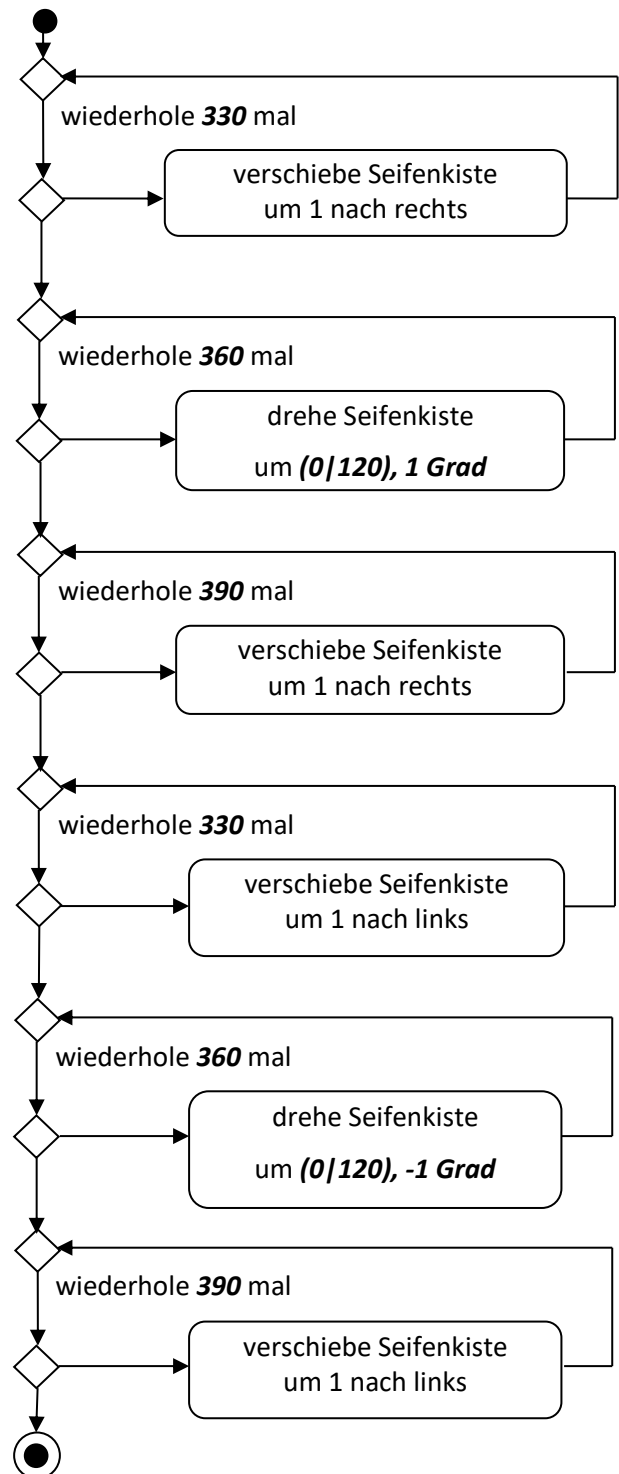 wiederhole 330 mal
verschiebe Seifenkiste
um 1 nach rechts
wiederhole 360 mal
drehe Seifenkiste
um (0|120), 1 Grad
wiederhole 390 mal
verschiebe Seifenkiste
um 1 nach rechts
wiederhole 330 mal
verschiebe Seifenkiste
um 1 nach links
wiederhole 360 mal
drehe Seifenkiste
um (0|120), -1 Grad
wiederhole 390 mal
verschiebe Seifenkiste
um 1 nach links